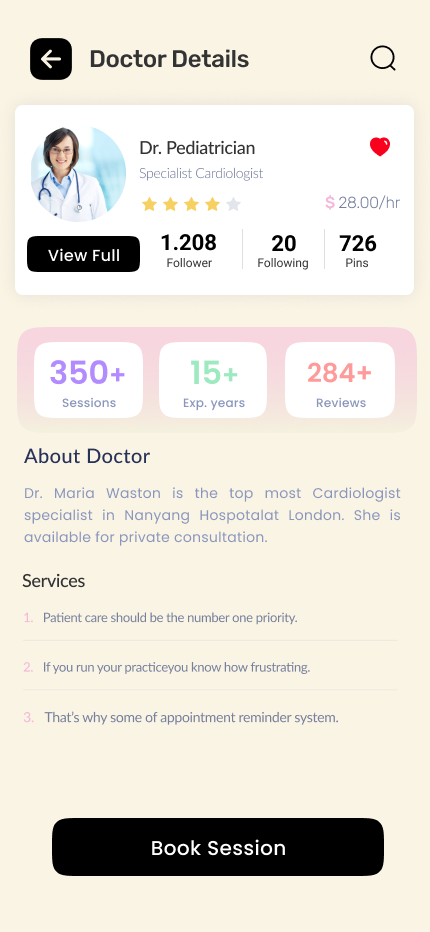 Doctor Details
Dr. Pediatrician
Specialist Cardiologist
$ 28.00/hr
View Full
1.208
Follower
20
Following
726
Pins
350+
Sessions
15+
Exp. years
284+
Reviews
About Doctor
Dr. Maria Waston is the top most Cardiologist
specialist in Nanyang Hospotalat London. She is
available for private consultation.
Services
1. Patient care should be the number one priority.
2. If you run your practiceyou know how frustrating.
3. That's why some of appointment reminder system.
Book Session